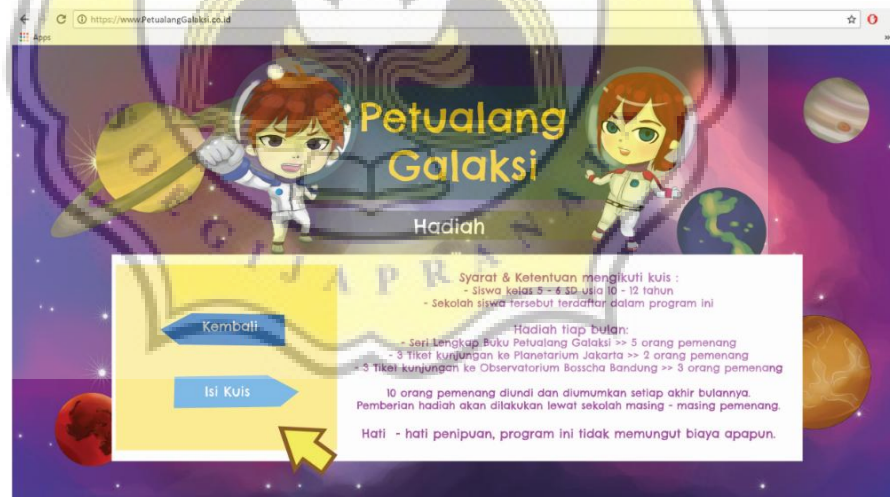 https://www.PetualangGalaksi.co.id
Apps
Petualang
Galaksi
Hadiah
Syarat & Ketentuan mengikuti kuis :
- Siswa kelas 5 - 6 SD usia 10 - 12 tahun
- Sekolah siswa tersebut terdaftar dalam program ini
Kembali
Hadiah tiap bulan:
- Seri Lengkap Buku Petualang Galaksi >> 5 orang pemenang
- 3 Tiket kunjungan ke Planetarium Jakarta >> 2 orang pemenang
- 3 Tiket kunjungan ke Observatorium Bosscha Bandung >> 3 orang pemenang
Isi Kuis
10 orang pemenang diundi dan diumumkan setiap akhir bulannya.
Pemberian hadiah akan dilakukan lewat sekolah masing - masing pemenang.
Hati - hati penipuan, program ini tidak memungut biaya apapun.